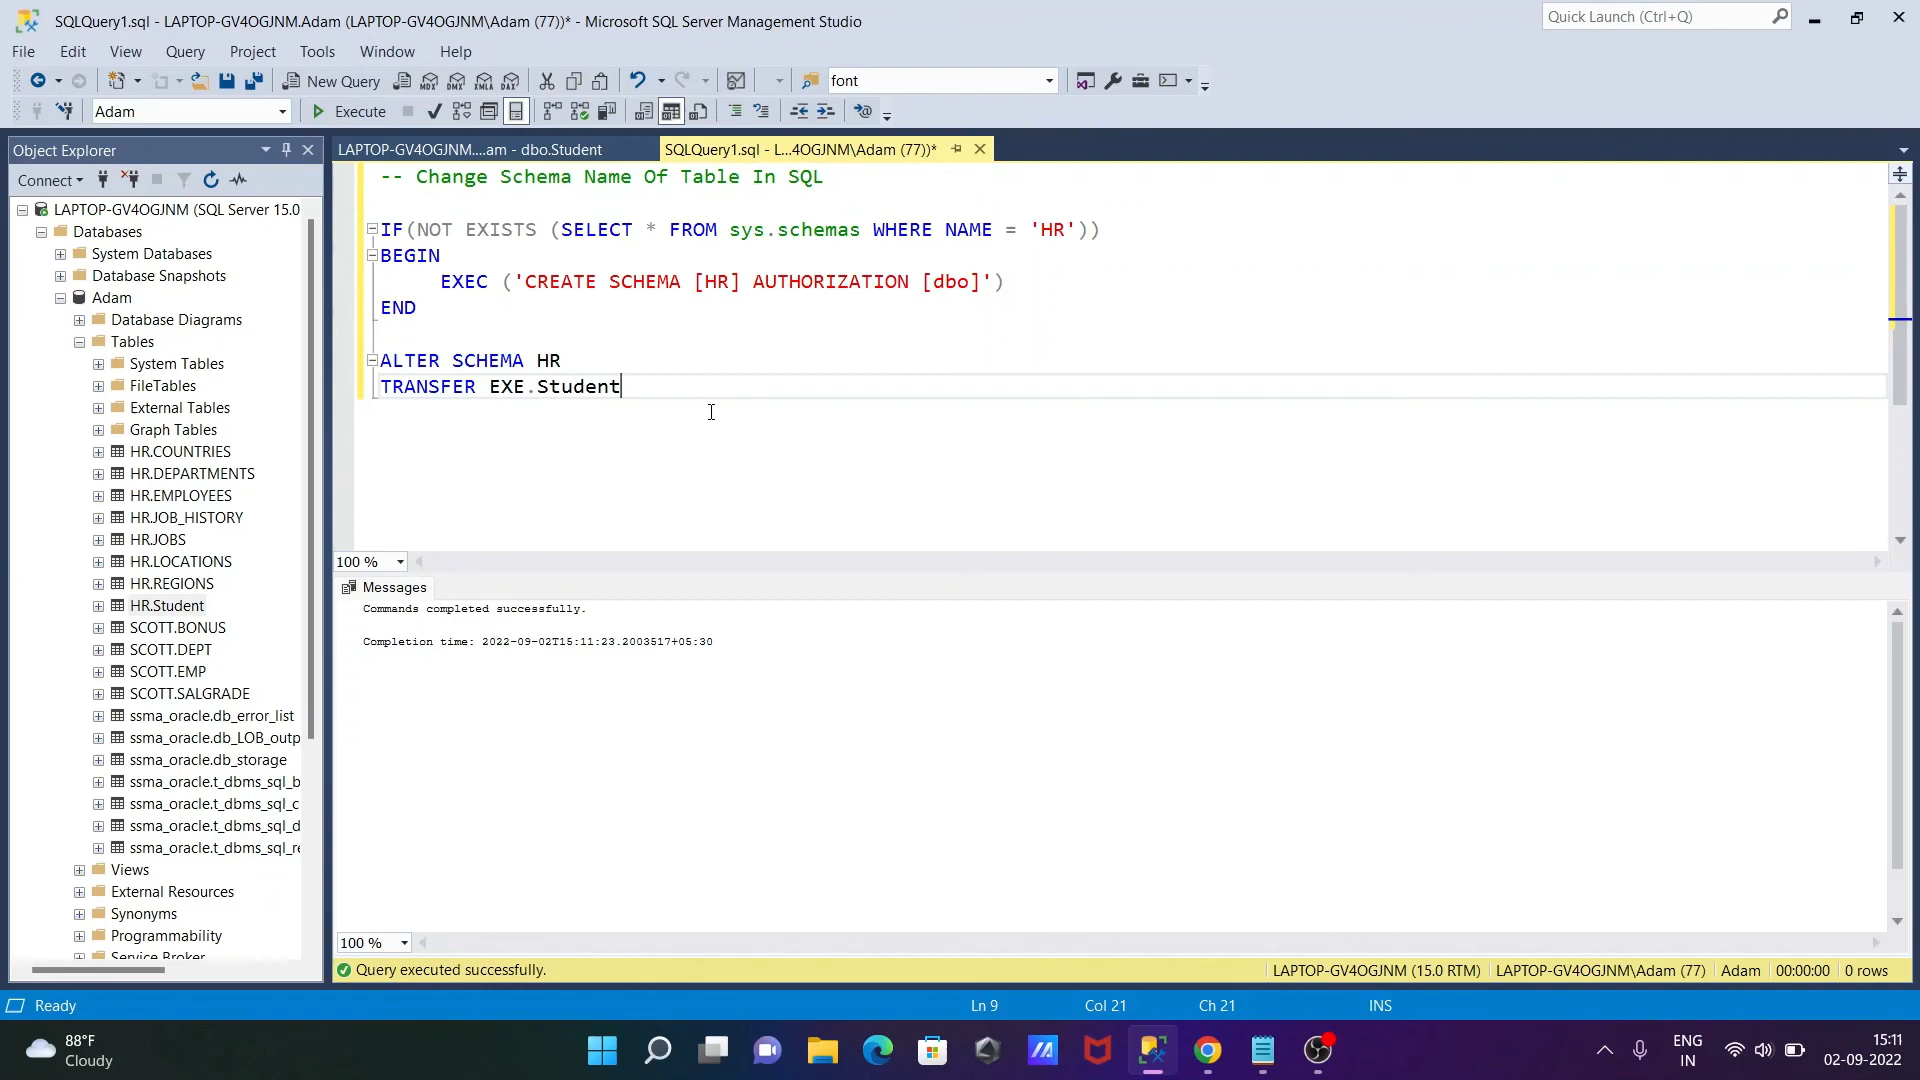 SQLQuery1.sql - LAPTOP-GV4OGJNM.Adam (LAPTOP-GV4OGJNM\Adam (77))* - Microsoft SQL Server Management Studio
Quick Launch (Ctrl+Q)
File Edit View Query Project Tools Window Help
New Query MDX DMX XMLA DAX font
Adam Execute
Object Explorer
LAPTOP-GV4OGJNM....am - dbo.Student
SQLQuery1.sql - L...4OGJNM\Adam (77))*
Connect
LAPTOP-GV4OGJNM (SQL Server 15.0
Databases
System Databases
Database Snapshots
Adam
Database Diagrams
Tables
System Tables
FileTables
External Tables
Graph Tables
HR.COUNTRIES
HR.DEPARTMENTS
HR.EMPLOYEES
HR.JOB_HISTORY
HR.JOBS
HR.LOCATIONS
HR.REGIONS
HR.Student
SCOTT.BONUS
SCOTT.DEPT
SCOTT.EMP
SCOTT.SALGRADE
ssma_oracle.db_error_list
ssma_oracle.db_LOB_outp
ssma_oracle.db_storage
ssma_oracle.t_dbms_sql_b
ssma_oracle.t_dbms_sql_c
ssma_oracle.t_dbms_sql_d
ssma_oracle.t_dbms_sql_re
Views
External Resources
Synonyms
Programmability
Service Broker
-- Change Schema Name Of Table In SQL
IF(NOT EXISTS (SELECT * FROM sys.schemas WHERE NAME = 'HR'))
BEGIN
EXEC ('CREATE SCHEMA [HR] AUTHORIZATION [dbo]')
END
ALTER SCHEMA HR
TRANSFER EXE.Student
100 %
Messages
Commands completed successfully.
Completion time: 2022-09-02T15:11:23.2003517+05:30
100 %
Query executed successfully.
LAPTOP-GV4OGJNM (15.0 RTM) LAPTOP-GV4OGJNM\Adam (77) Adam 00:00:00 0 rows
Ready Ln 9 Col 21 Ch 21 INS
88°F
Cloudy
ENG
IN
15:11
02-09-2022